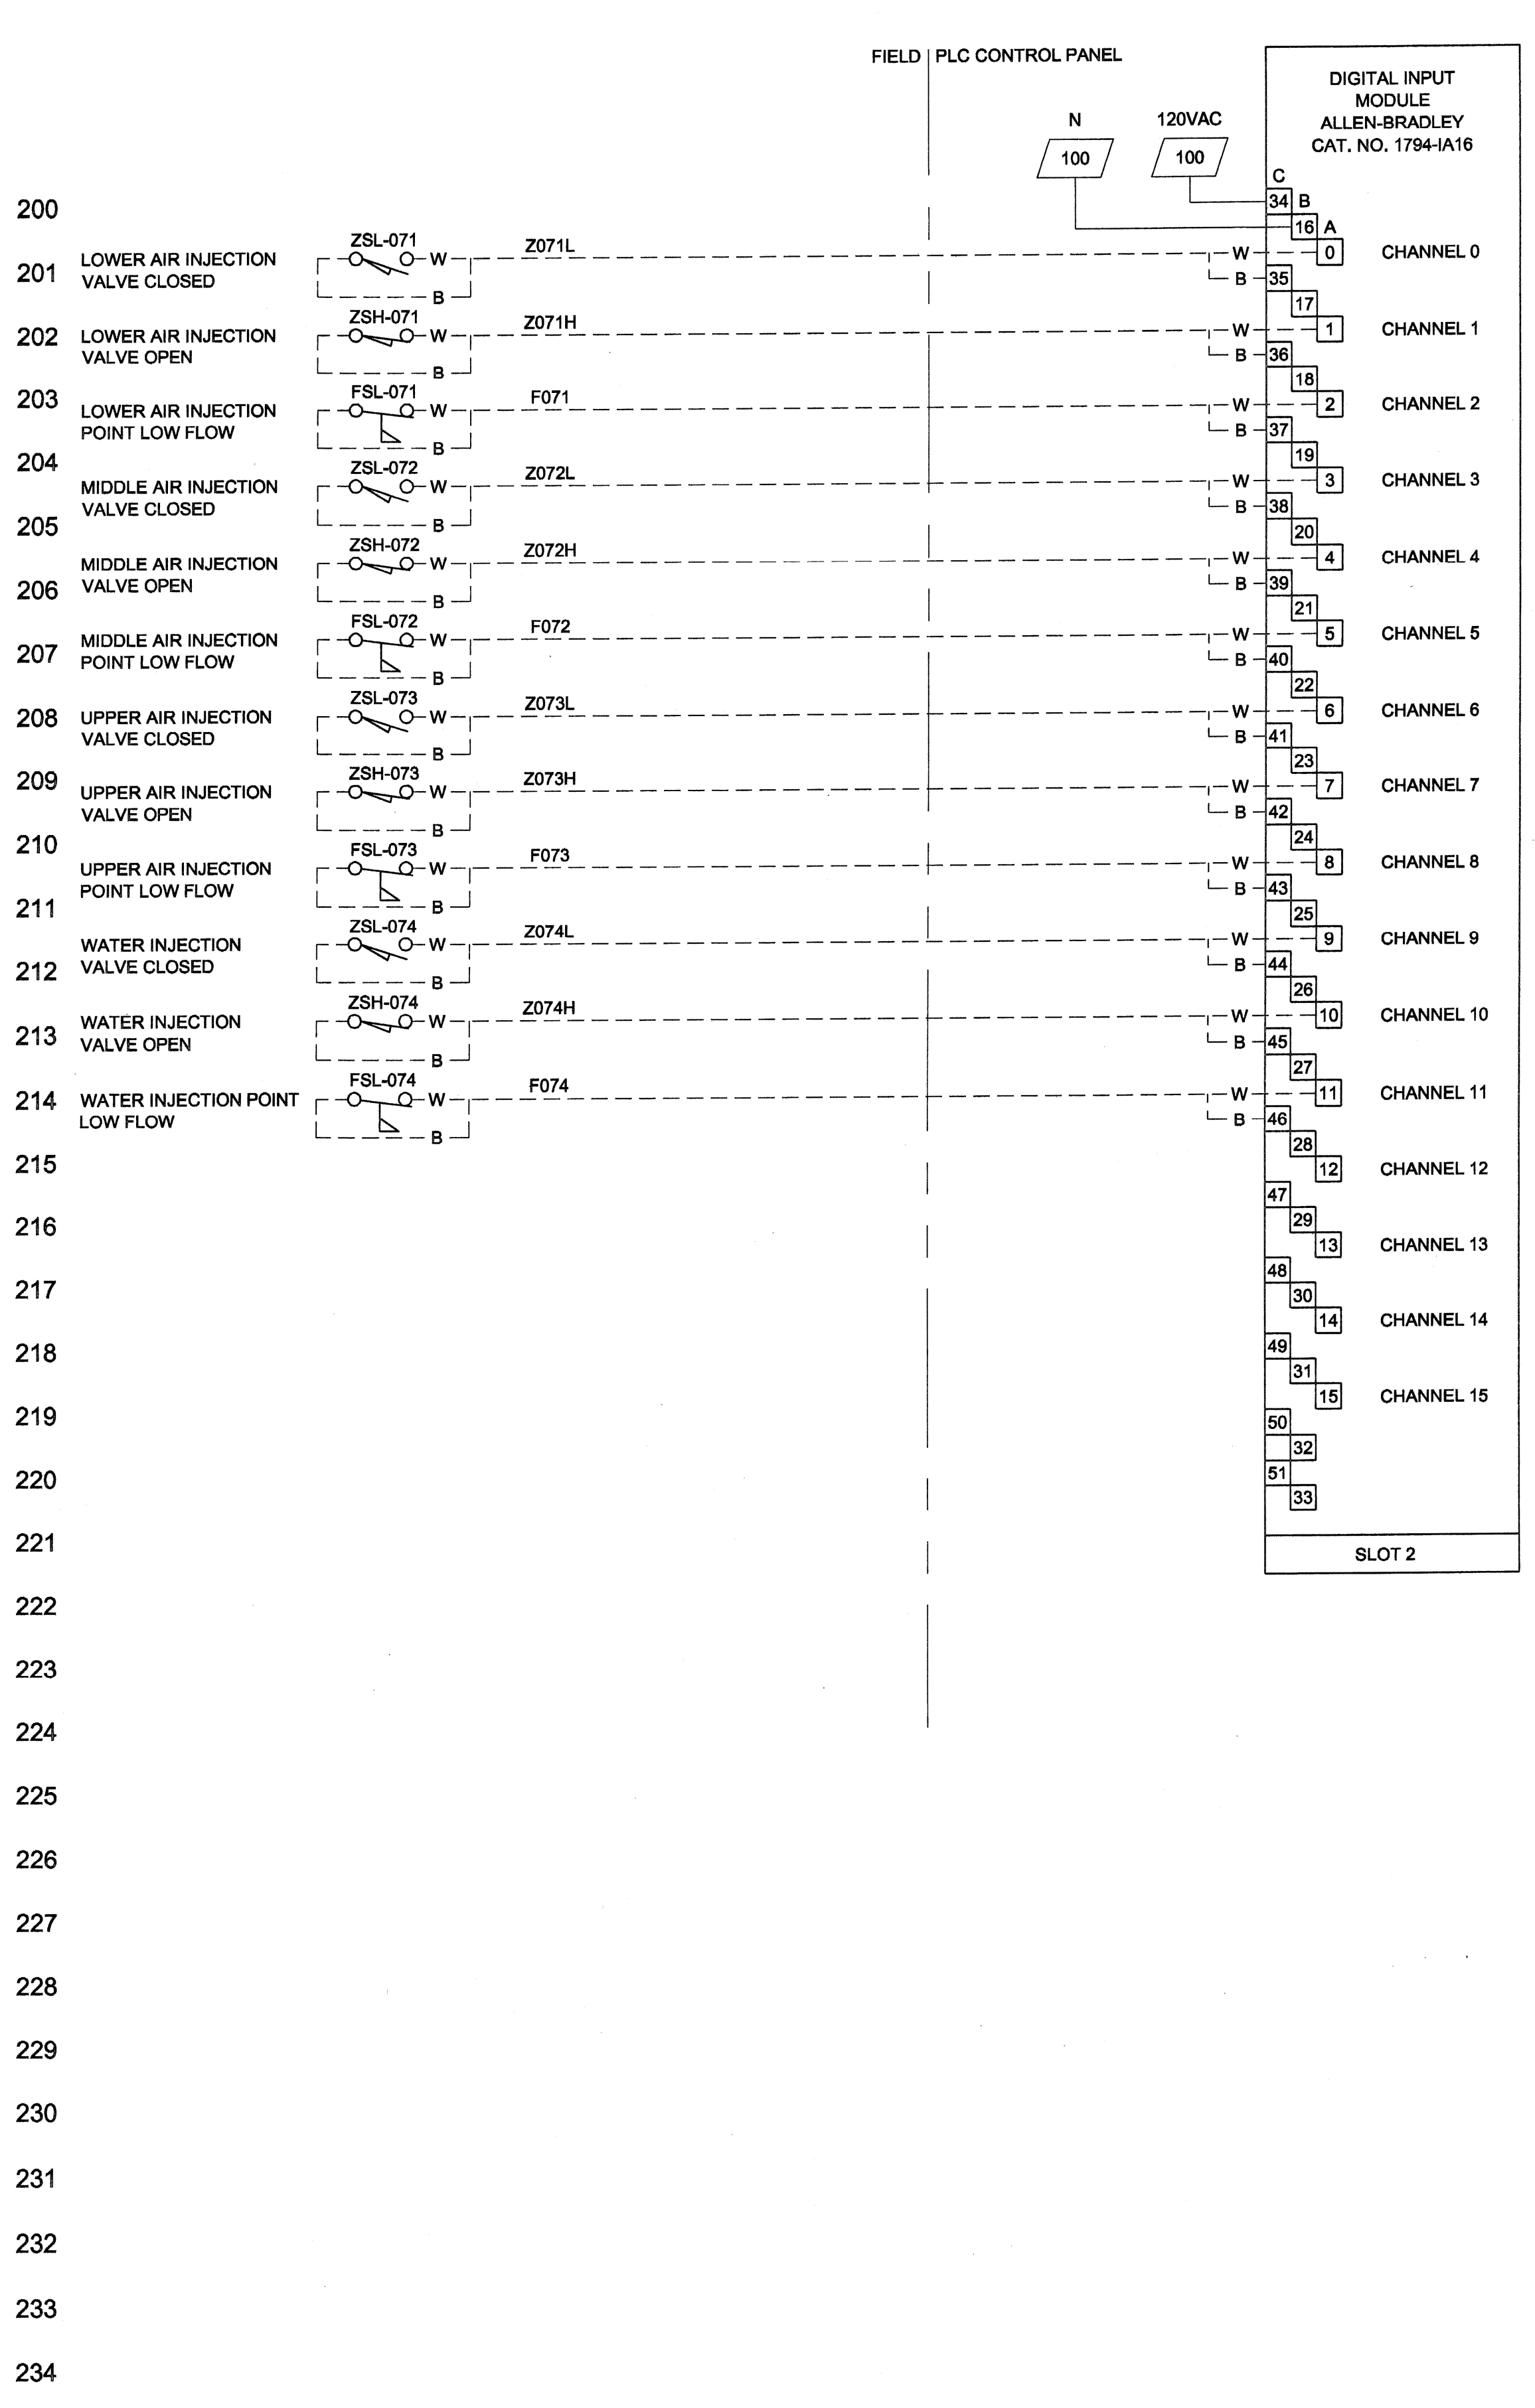 FIELD PLC CONTROL PANEL
DIGITAL INPUT
MODULE
ALLEN-BRADLEY
CAT. NO. 1794-IA16
N 120VAC
100 100
C
200 34 B
16 A
ZSL-071
201 LOWER AIR INJECTION W Z071L W 0 CHANNEL 0
VALVE CLOSED B B 35
17
ZSH-071
202 LOWER AIR INJECTION W Z071H W 1 CHANNEL 1
VALVE OPEN B B 36
18
FSL-071
203 LOWER AIR INJECTION W F071 W 2 CHANNEL 2
POINT LOW FLOW B B 37
19
204 ZSL-072
MIDDLE AIR INJECTION W Z072L W 3 CHANNEL 3
VALVE CLOSED B B 38
205 20
ZSH-072
MIDDLE AIR INJECTION W Z072H W 4 CHANNEL 4
206 VALVE OPEN B B 39
21
FSL-072
MIDDLE AIR INJECTION W F072 W 5 CHANNEL 5
207 POINT LOW FLOW B B 40
22
ZSL-073
208 UPPER AIR INJECTION W Z073L W 6 CHANNEL 6
VALVE CLOSED B B 41
23
ZSH-073
209 UPPER AIR INJECTION W Z073H W 7 CHANNEL 7
VALVE OPEN B B 42
24
210 FSL-073
UPPER AIR INJECTION W F073 W 8 CHANNEL 8
POINT LOW FLOW B B 43
211 25
ZSL-074
WATER INJECTION W Z074L W 9 CHANNEL 9
212 VALVE CLOSED B B 44
26
ZSH-074
213 WATER INJECTION W Z074H W 10 CHANNEL 10
VALVE OPEN B B 45
27
FSL-074
214 WATER INJECTION POINT W F074 W 11 CHANNEL 11
LOW FLOW B B 46
28
215 12 CHANNEL 12
47
216 29
13 CHANNEL 13
48
217 30
14 CHANNEL 14
218 49
31
15 CHANNEL 15
219 50
32
220 51
33
221
SLOT 2
222
223
224
225
226
227
228
229
230
231
232
233
234